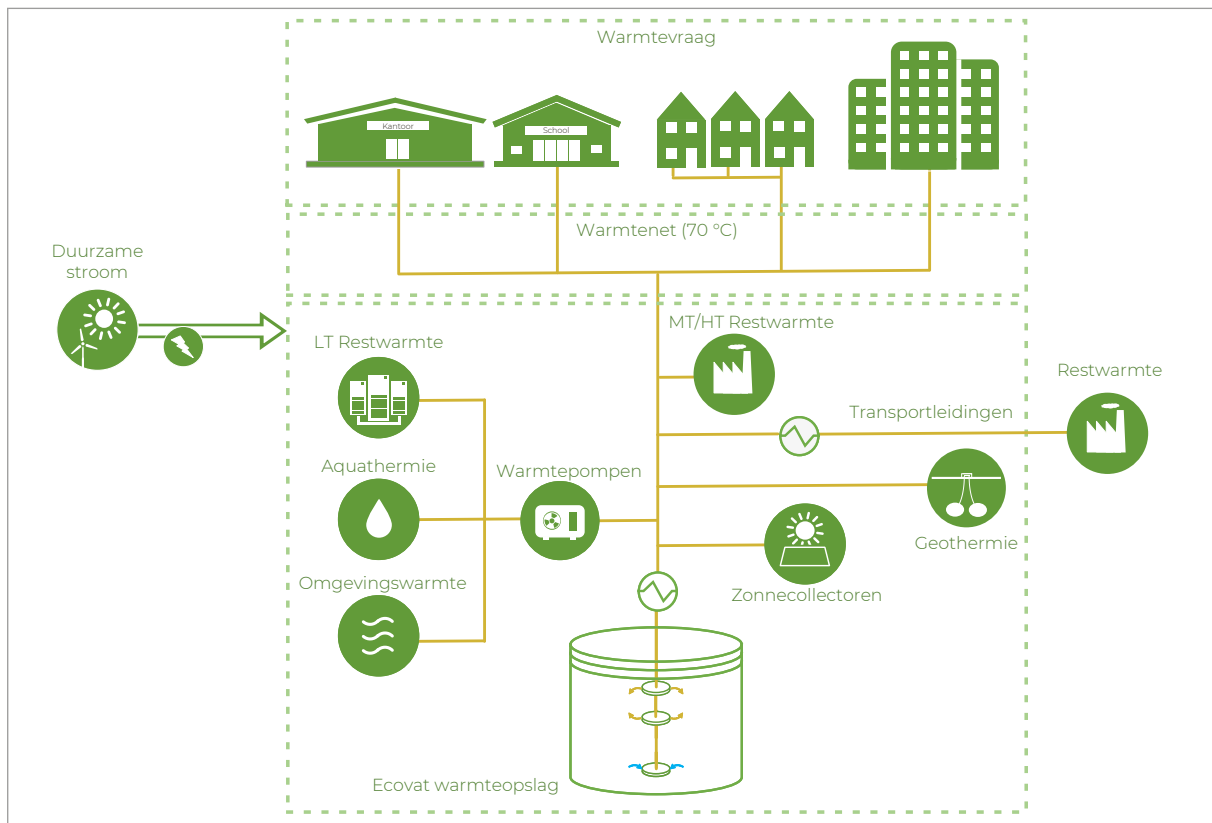 Warmtevraag
Kantoor
School
Warmtenet (70 °C)
Duurzame
stroom
MT/HT Restwarmte
LT Restwarmte
Restwarmte
Transportleidingen
Aquathermie
Warmtepompen
Geothermie
Omgevingswarmte
Zonnecollectoren
Ecovat warmteopslag